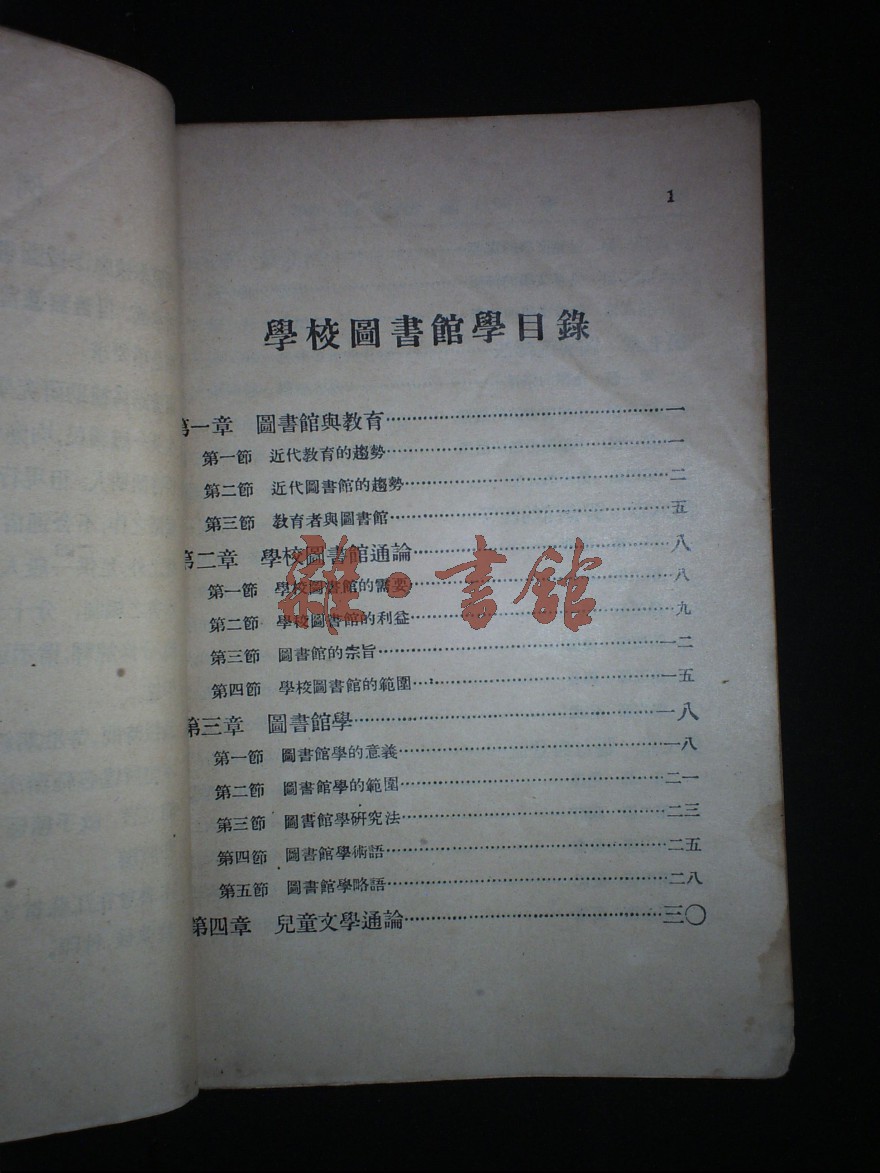 1
學校圖書館學目錄
第一章 圖書館與教育……一
第一節 近代教育的趨勢……一
第二節 近代圖書館的趨勢……二
第三節 教育者與圖書館……五
第二章 學校圖書館通論……八
第一節 學校圖書館的需要……八
第二節 學校圖書館的利益……九
第三節 圖書館的宗旨……一二
第四節 學校圖書館的範圍……一五
第三章 圖書館學……一八
第一節 圖書館學的意義……一八
第二節 圖書館學的範圍……二一
第三節 圖書館學研究法……二三
第四節 圖書館學術語……二五
第五節 圖書館學略語……二八
第四章 兒童文學通論……三〇
雜·書館